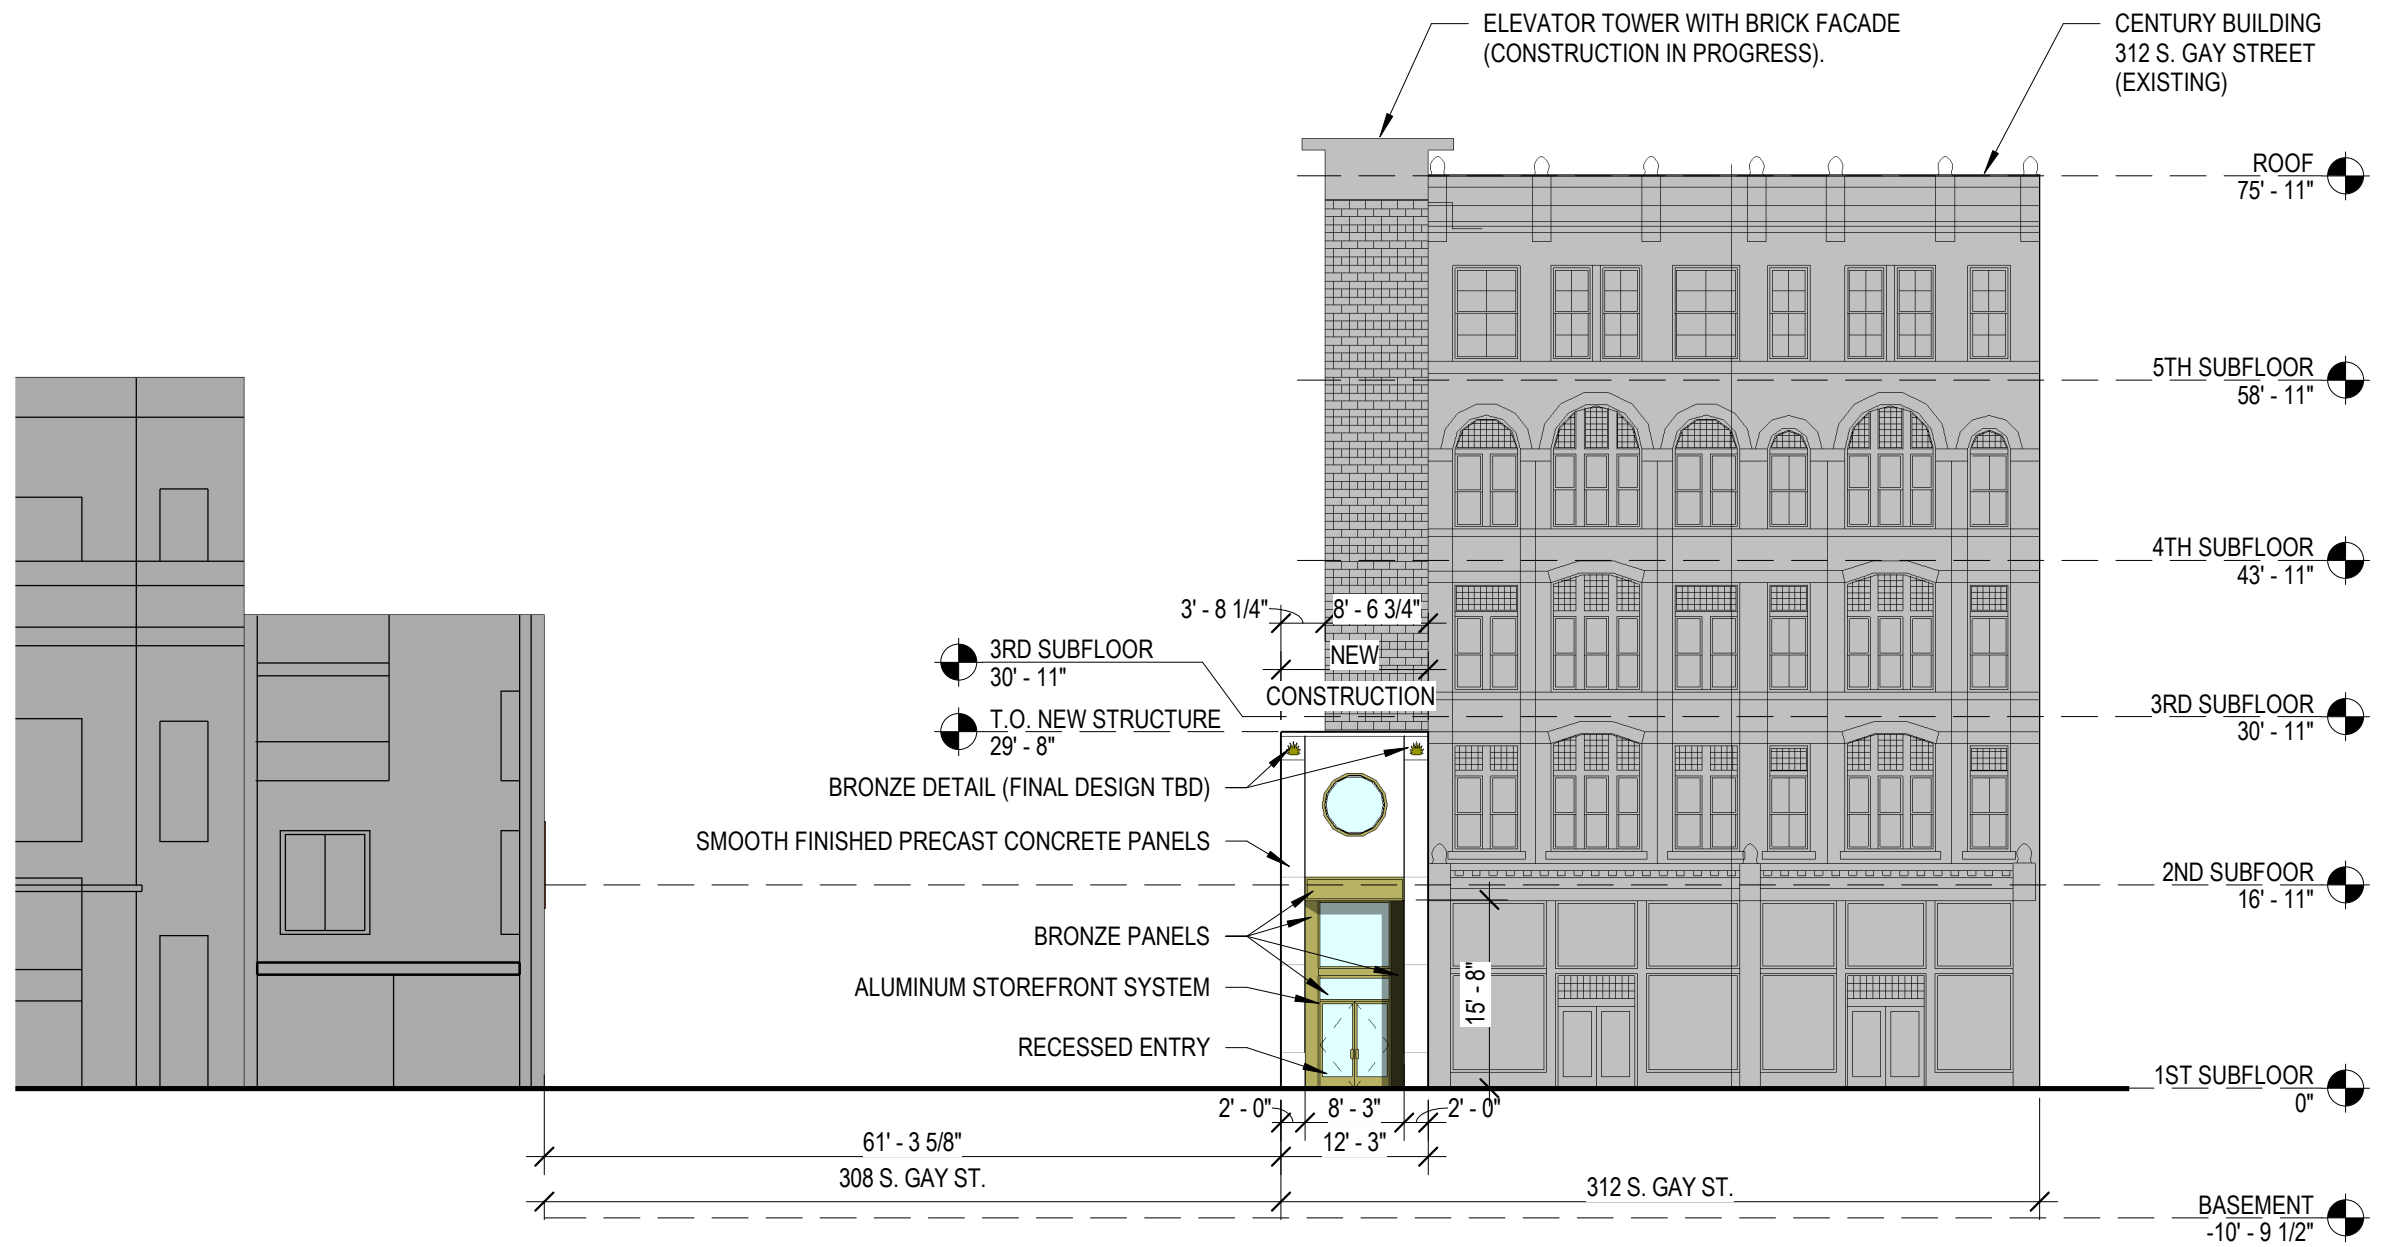 ELEVATOR TOWER WITH BRICK FACADE
(CONSTRUCTION IN PROGRESS).
CENTURY BUILDING
312 S. GAY STREET
(EXISTING)
ROOF
75' - 11"
5TH SUBFLOOR
58' - 11"
4TH SUBFLOOR
43' - 11"
3' - 8 1/4"
8' - 6 3/4"
NEW
CONSTRUCTION
3RD SUBFLOOR
30' - 11"
T.O. NEW STRUCTURE
29' - 8"
3RD SUBFLOOR
30' - 11"
BRONZE DETAIL (FINAL DESIGN TBD)
SMOOTH FINISHED PRECAST CONCRETE PANELS
2ND SUBFOOR
16' - 11"
BRONZE PANELS
ALUMINUM STOREFRONT SYSTEM
15' - 8"
RECESSED ENTRY
1ST SUBFLOOR
0"
2' - 0"
8' - 3"
2' - 0"
61' - 3 5/8"
12' - 3"
308 S. GAY ST.
312 S. GAY ST.
BASEMENT
-10' - 9 1/2"